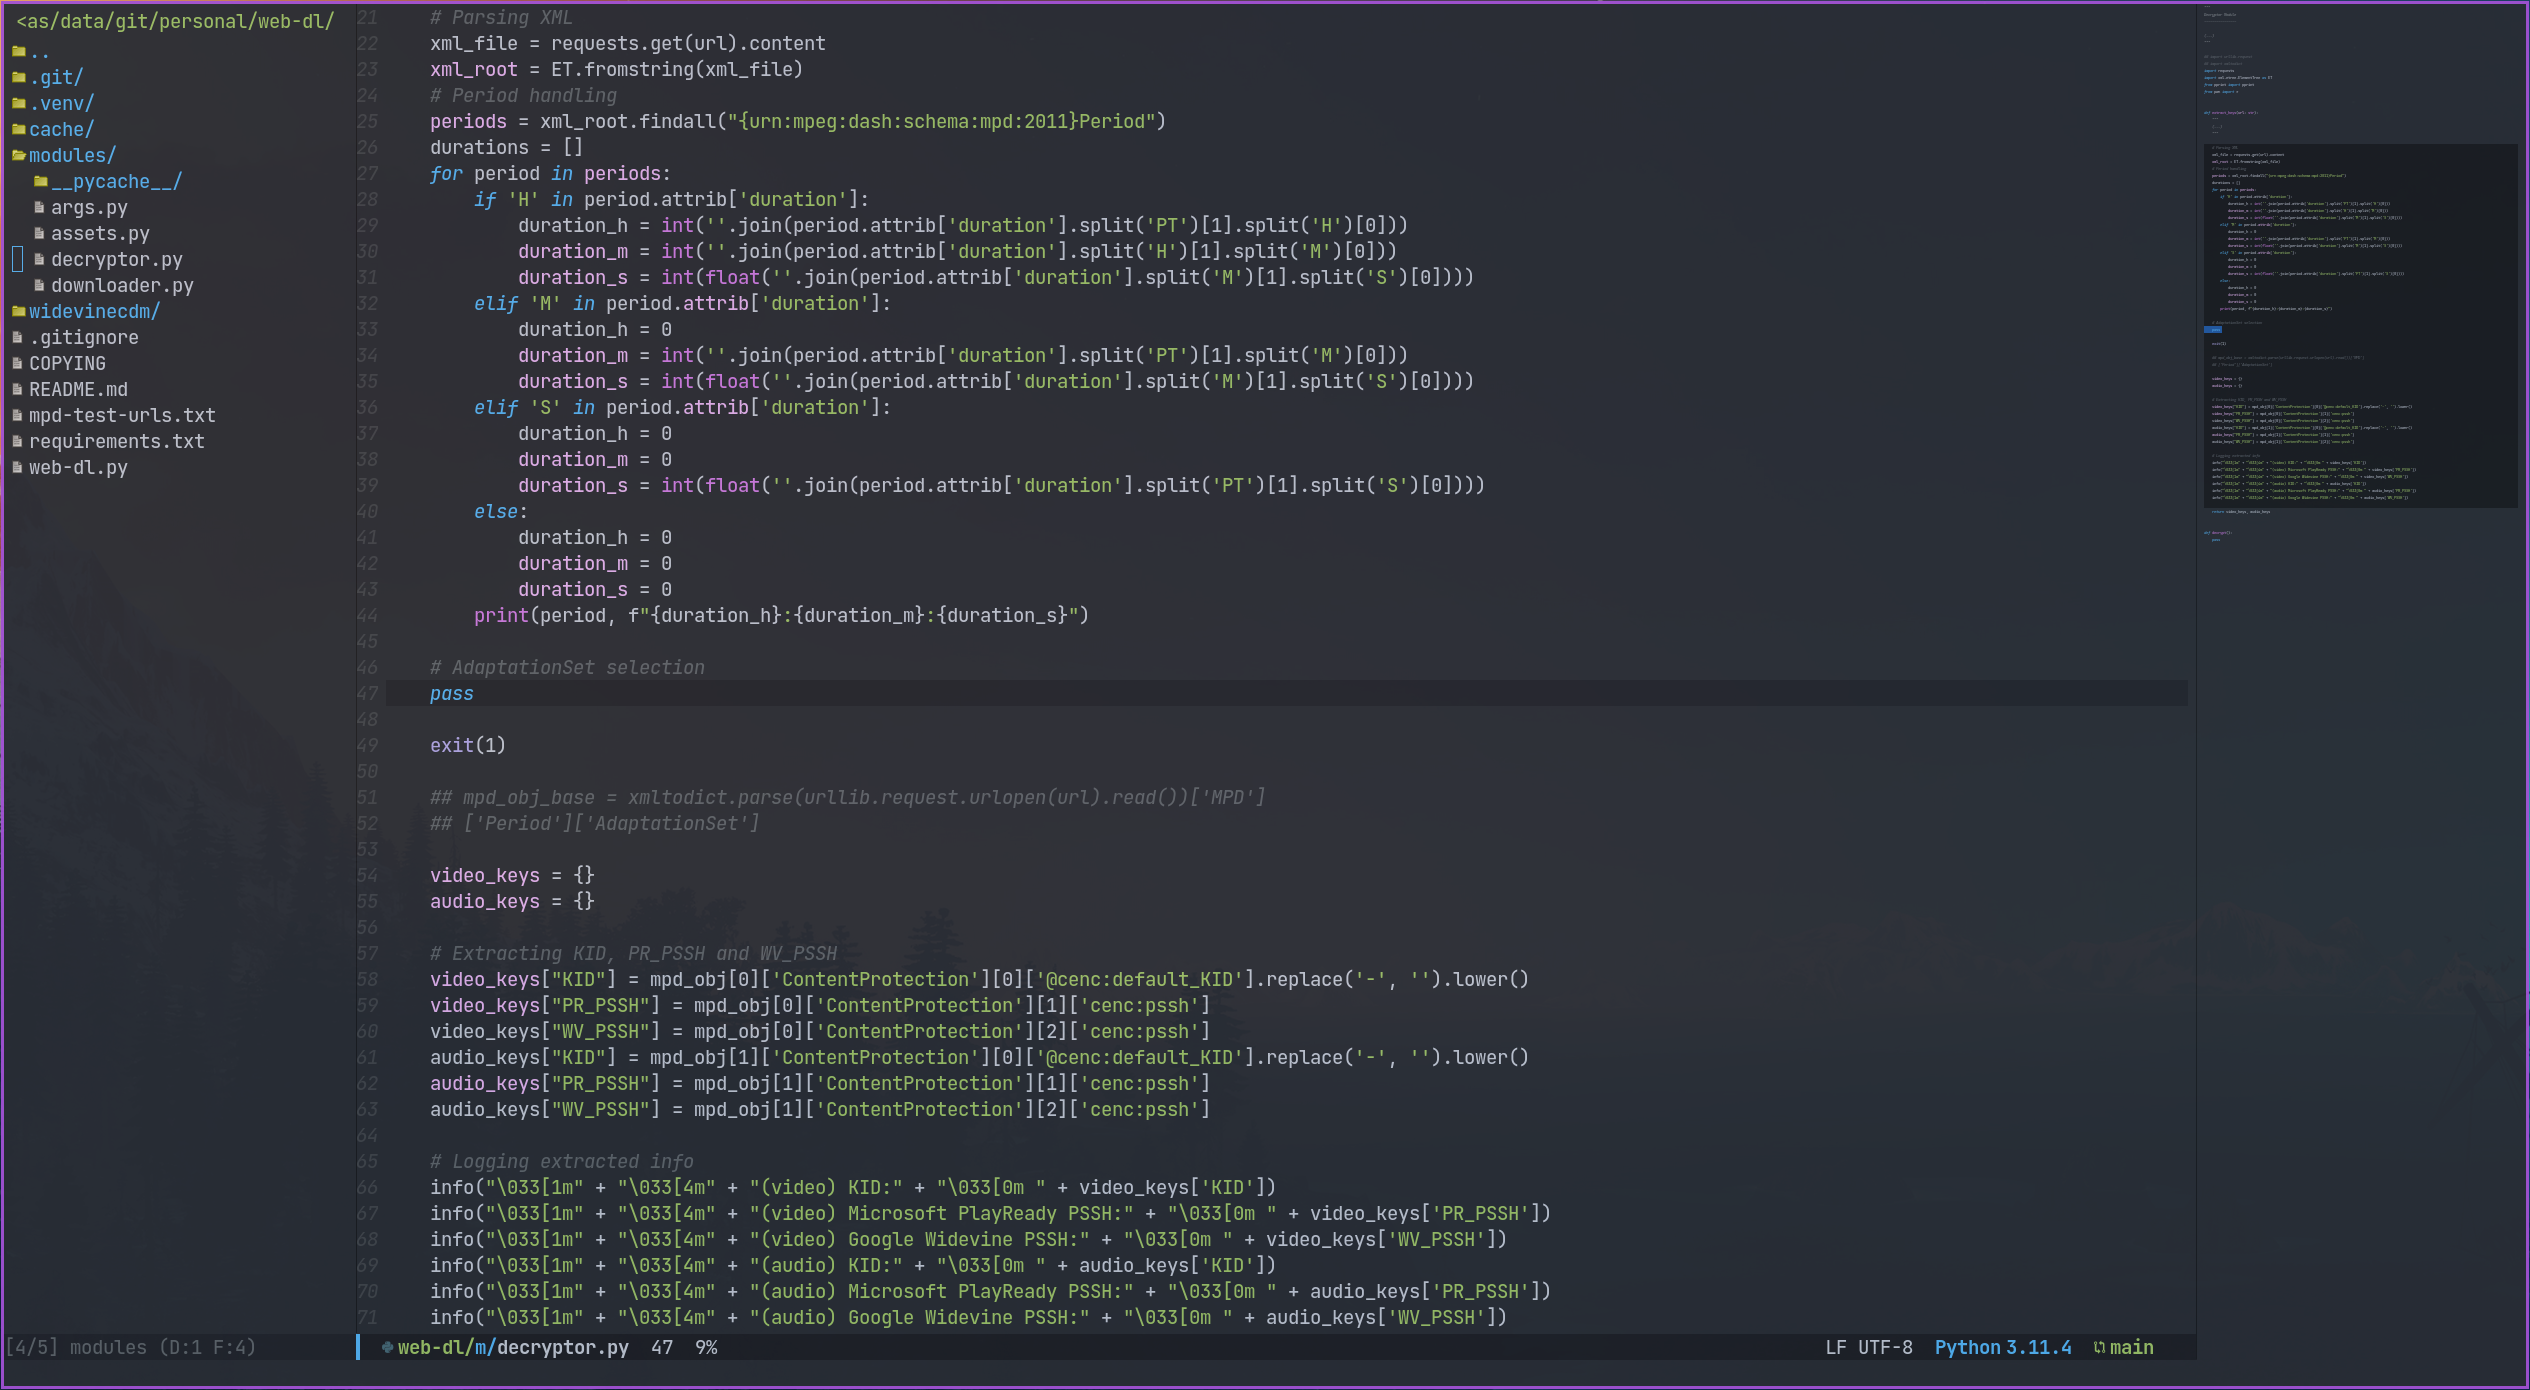 <as/data/git/personal/web-dl/
..
.git/
.venv/
cache/
modules/
__pycache__/
args.py
assets.py
decryptor.py
downloader.py
widevinecdm/
.gitignore
COPYING
README.md
mpd-test-urls.txt
requirements.txt
web-dl.py
[4/5] modules (D:1 F:4)
21 # Parsing XML
22 xml_file = requests.get(url).content
23 xml_root = ET.fromstring(xml_file)
24 # Period handling
25 periods = xml_root.findall("{urn:mpeg:dash:schema:mpd:2011}Period")
26 durations = []
27 for period in periods:
28 if 'H' in period.attrib['duration']:
29 duration_h = int(''.join(period.attrib['duration'].split('PT')[1].split('H')[0]))
30 duration_m = int(''.join(period.attrib['duration'].split('H')[1].split('M')[0]))
31 duration_s = int(float(''.join(period.attrib['duration'].split('M')[1].split('S')[0])))
32 elif 'M' in period.attrib['duration']:
33 duration_h = 0
34 duration_m = int(''.join(period.attrib['duration'].split('PT')[1].split('M')[0]))
35 duration_s = int(float(''.join(period.attrib['duration'].split('M')[1].split('S')[0])))
36 elif 'S' in period.attrib['duration']:
37 duration_h = 0
38 duration_m = 0
39 duration_s = int(float(''.join(period.attrib['duration'].split('PT')[1].split('S')[0])))
40 else:
41 duration_h = 0
42 duration_m = 0
43 duration_s = 0
44 print(period, f"{duration_h}:{duration_m}:{duration_s}")
45
46 # AdaptationSet selection
47 pass
48
49 exit(1)
50
51 ## mpd_obj_base = xmltodict.parse(urllib.request.urlopen(url).read())['MPD']
52 ## ['Period']['AdaptationSet']
53
54 video_keys = {}
55 audio_keys = {}
56
57 # Extracting KID, PR_PSSH and WV_PSSH
58 video_keys["KID"] = mpd_obj[0]['ContentProtection'][0]['@cenc:default_KID'].replace('-', '').lower()
59 video_keys["PR_PSSH"] = mpd_obj[0]['ContentProtection'][1]['cenc:pssh']
60 video_keys["WV_PSSH"] = mpd_obj[0]['ContentProtection'][2]['cenc:pssh']
61 audio_keys["KID"] = mpd_obj[1]['ContentProtection'][0]['@cenc:default_KID'].replace('-', '').lower()
62 audio_keys["PR_PSSH"] = mpd_obj[1]['ContentProtection'][1]['cenc:pssh']
63 audio_keys["WV_PSSH"] = mpd_obj[1]['ContentProtection'][2]['cenc:pssh']
64
65 # Logging extracted info
66 info("\033[1m" + "\033[4m" + "(video) KID:" + "\033[0m " + video_keys['KID'])
67 info("\033[1m" + "\033[4m" + "(video) Microsoft PlayReady PSSH:" + "\033[0m " + video_keys['PR_PSSH'])
68 info("\033[1m" + "\033[4m" + "(video) Google Widevine PSSH:" + "\033[0m " + video_keys['WV_PSSH'])
69 info("\033[1m" + "\033[4m" + "(audio) KID:" + "\033[0m " + audio_keys['KID'])
70 info("\033[1m" + "\033[4m" + "(audio) Microsoft PlayReady PSSH:" + "\033[0m " + audio_keys['PR_PSSH'])
71 info("\033[1m" + "\033[4m" + "(audio) Google Widevine PSSH:" + "\033[0m " + audio_keys['WV_PSSH'])
web-dl/m/decryptor.py 47 9%
LF UTF-8 Python 3.11.4 main